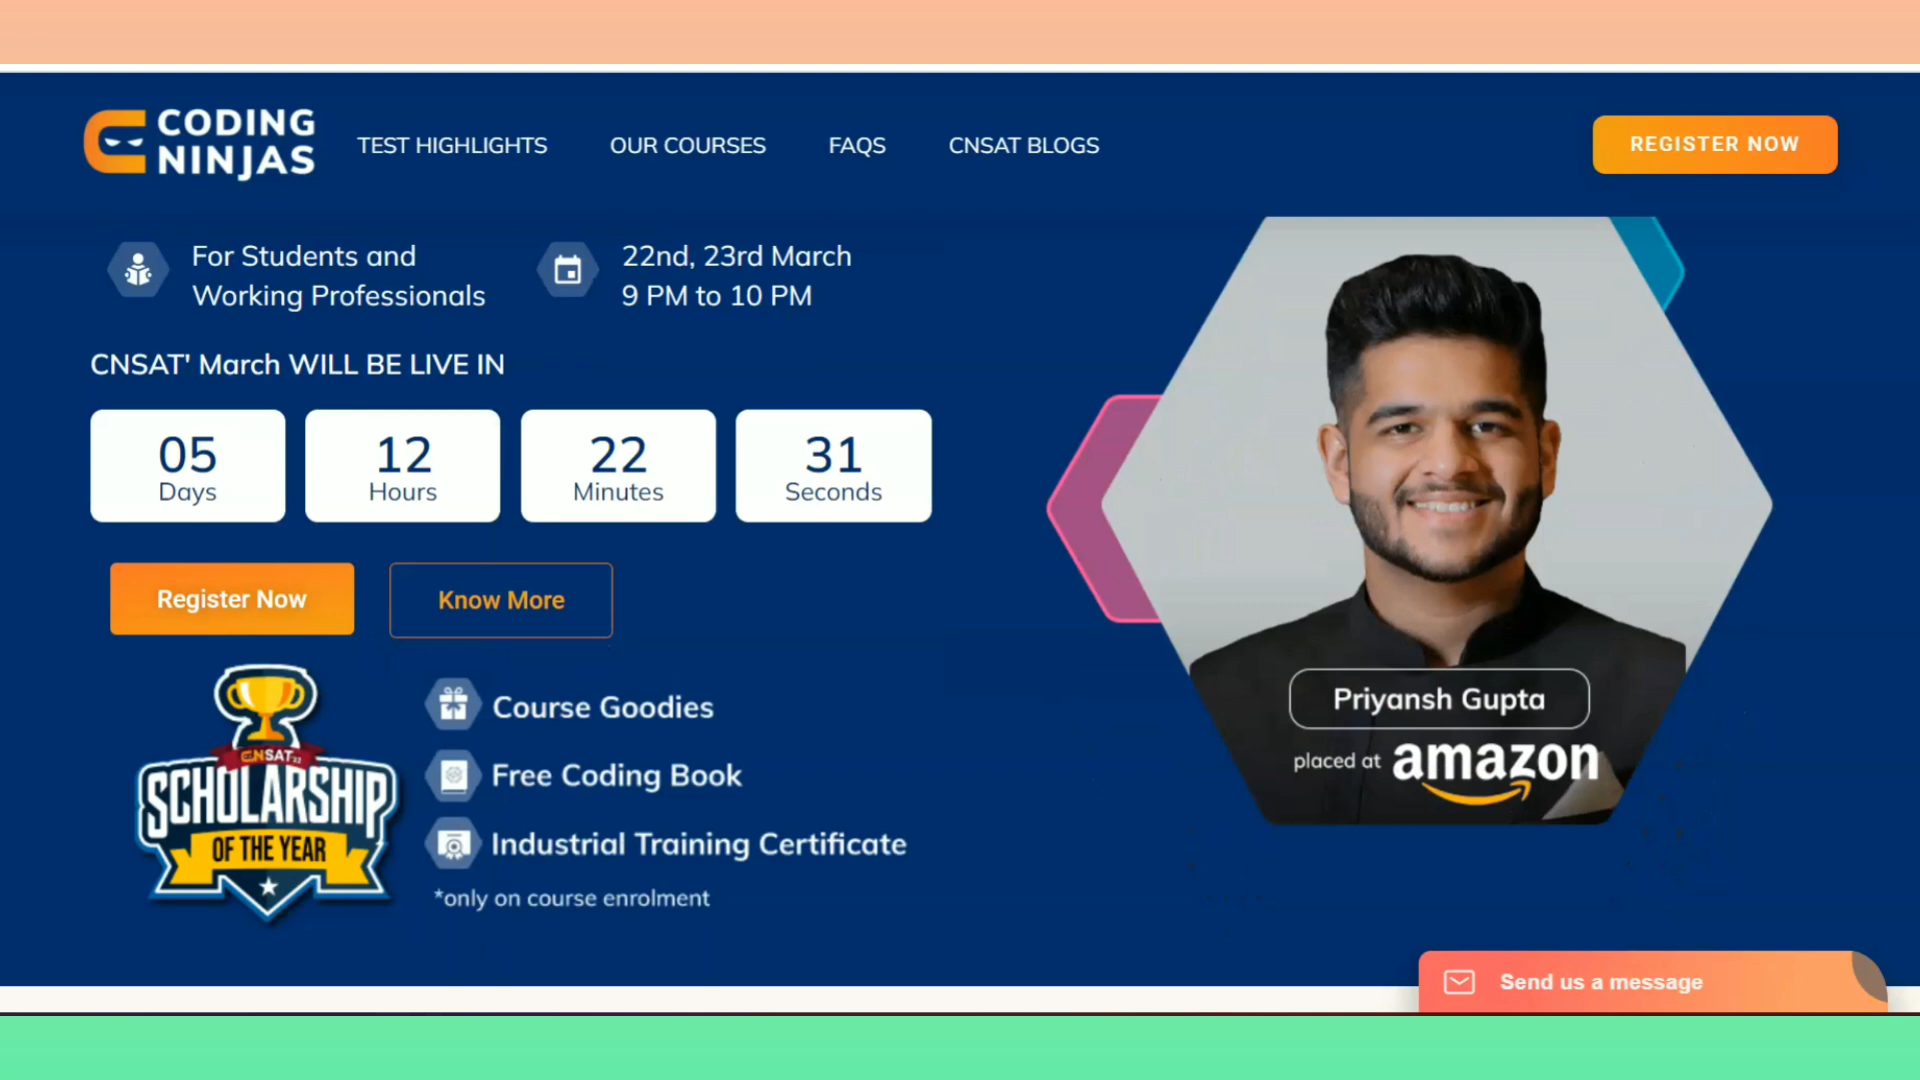 CODING
NINJAS
TEST HIGHLIGHTS
OUR COURSES
FAQS
CNSAT BLOGS
REGISTER NOW
For Students and
Working Professionals
22nd, 23rd March
9 PM to 10 PM
CNSAT' March WILL BE LIVE IN
05
Days
12
Hours
22
Minutes
31
Seconds
Register Now
Know More
CNSAT
SCHOLARSHIP
OF THE YEAR
Course Goodies
Free Coding Book
Industrial Training Certificate
*only on course enrolment
Priyansh Gupta
placed at amazon
Send us a message